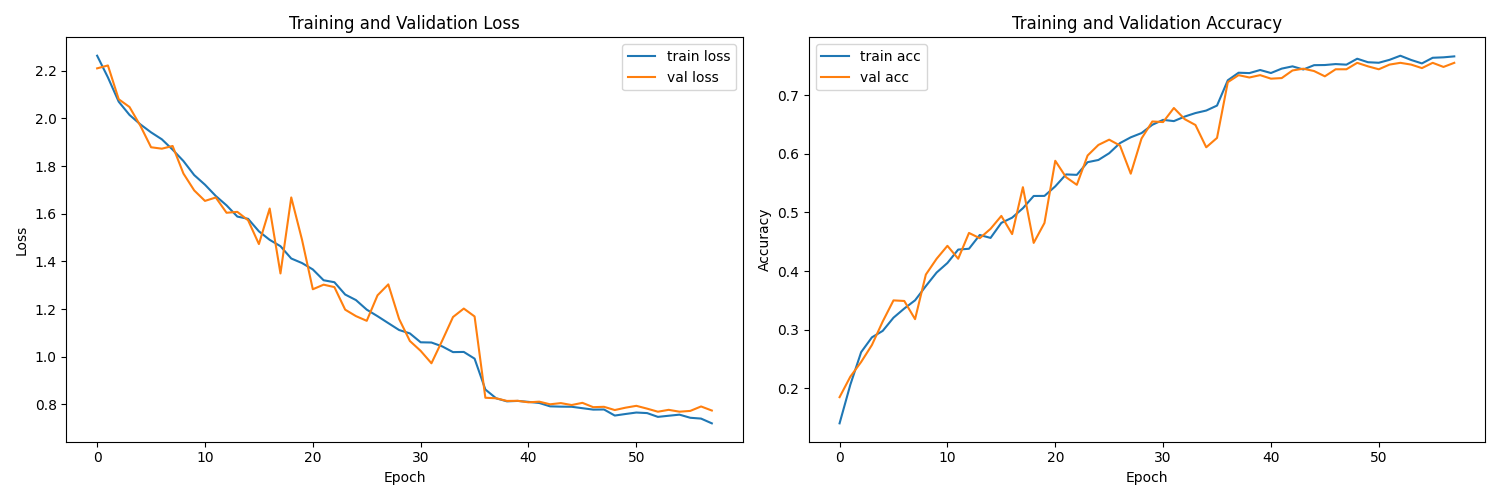 Training and Validation Loss
train loss
val loss
2.2
2.0
1.8
1.6
1.4
1.2
1.0
0.8
Loss
0 10 20 30 40 50
Epoch
Training and Validation Accuracy
train acc
val acc
0.7
0.6
0.5
0.4
0.3
0.2
Accuracy
0 10 20 30 40 50
Epoch